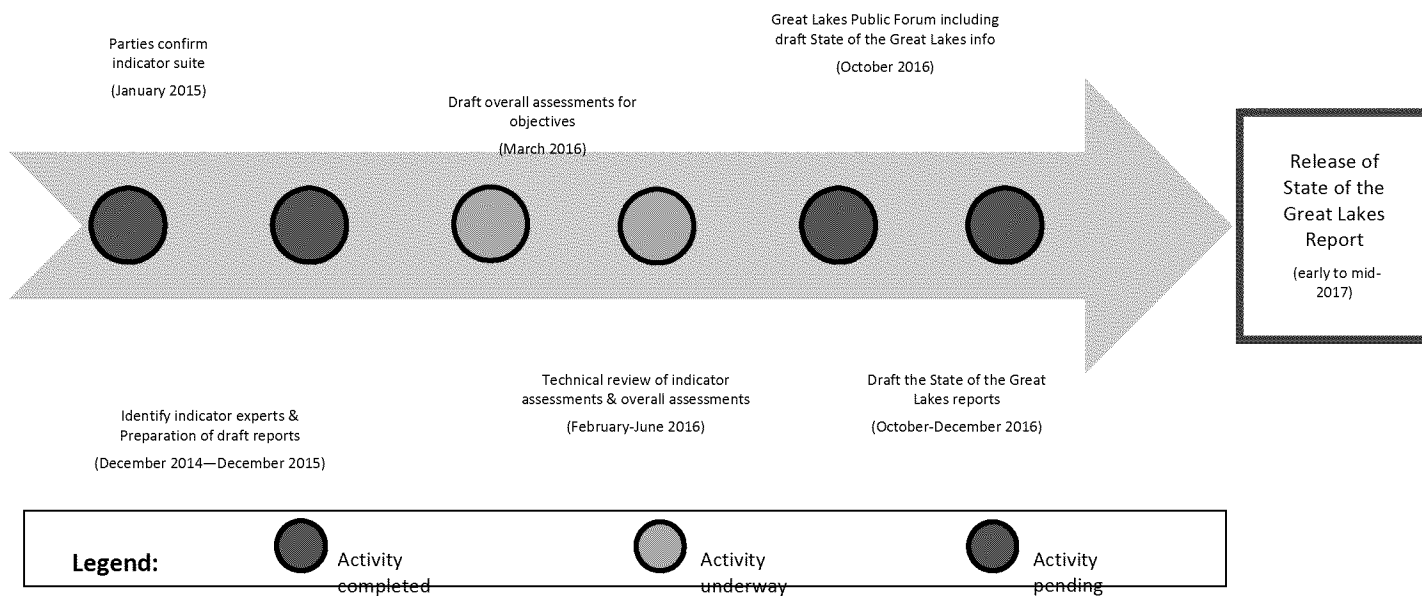 Parties confirm
indicator suite
(January 2015)
Draft overall assessments for
objectives
(March 2016)
Great Lakes Public Forum including
draft State of the Great Lakes info
(October 2016)
Release of
State of the
Great Lakes
Report
(early to mid-
2017)
Identify indicator experts &
Preparation of draft reports
(December 2014—December 2015)
Technical review of indicator
assessments & overall assessments
(February-June 2016)
Draft the State of the Great
Lakes reports
(October-December 2016)
Legend:
Activity
completed
Activity
underway
Activity
pending